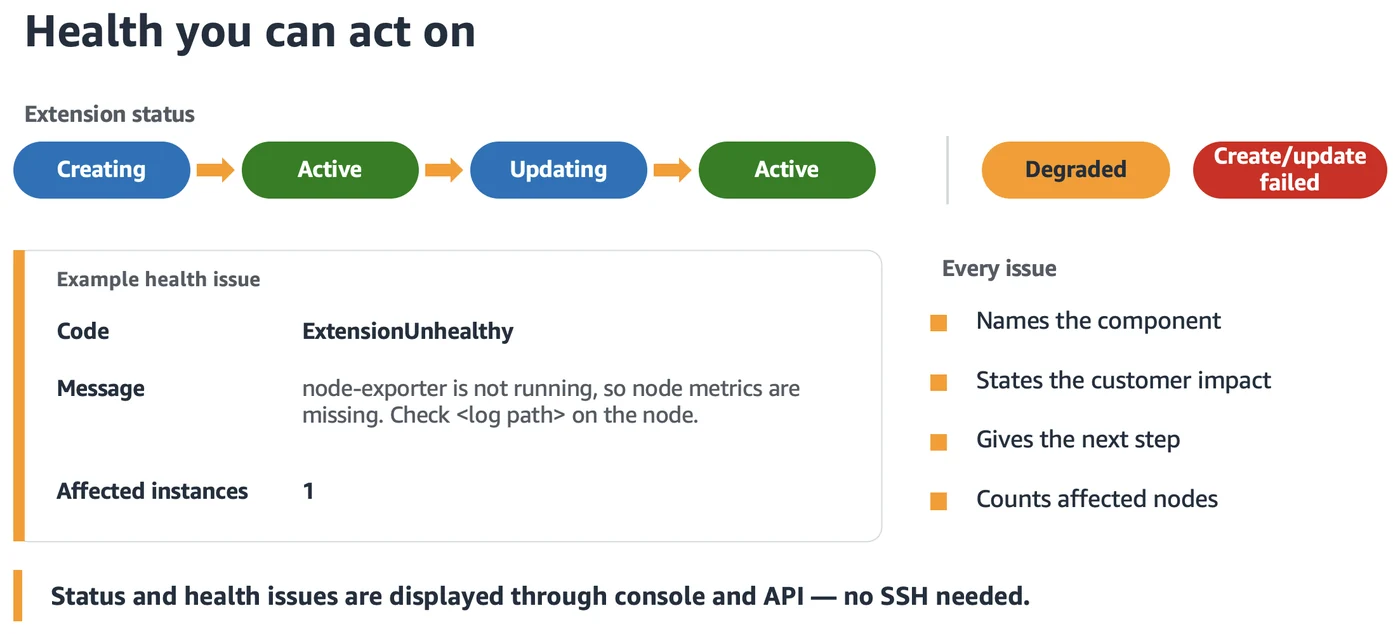 Health you can act on
Extension status
Creating
Active
Updating
Active
Degraded
Create/update
failed
Example health issue
Code
ExtensionUnhealthy
Message
node-exporter is not running, so node metrics are
missing. Check <log path> on the node.
Affected instances
1
Every issue
Names the component
States the customer impact
Gives the next step
Counts affected nodes
Status and health issues are displayed through console and API — no SSH needed.